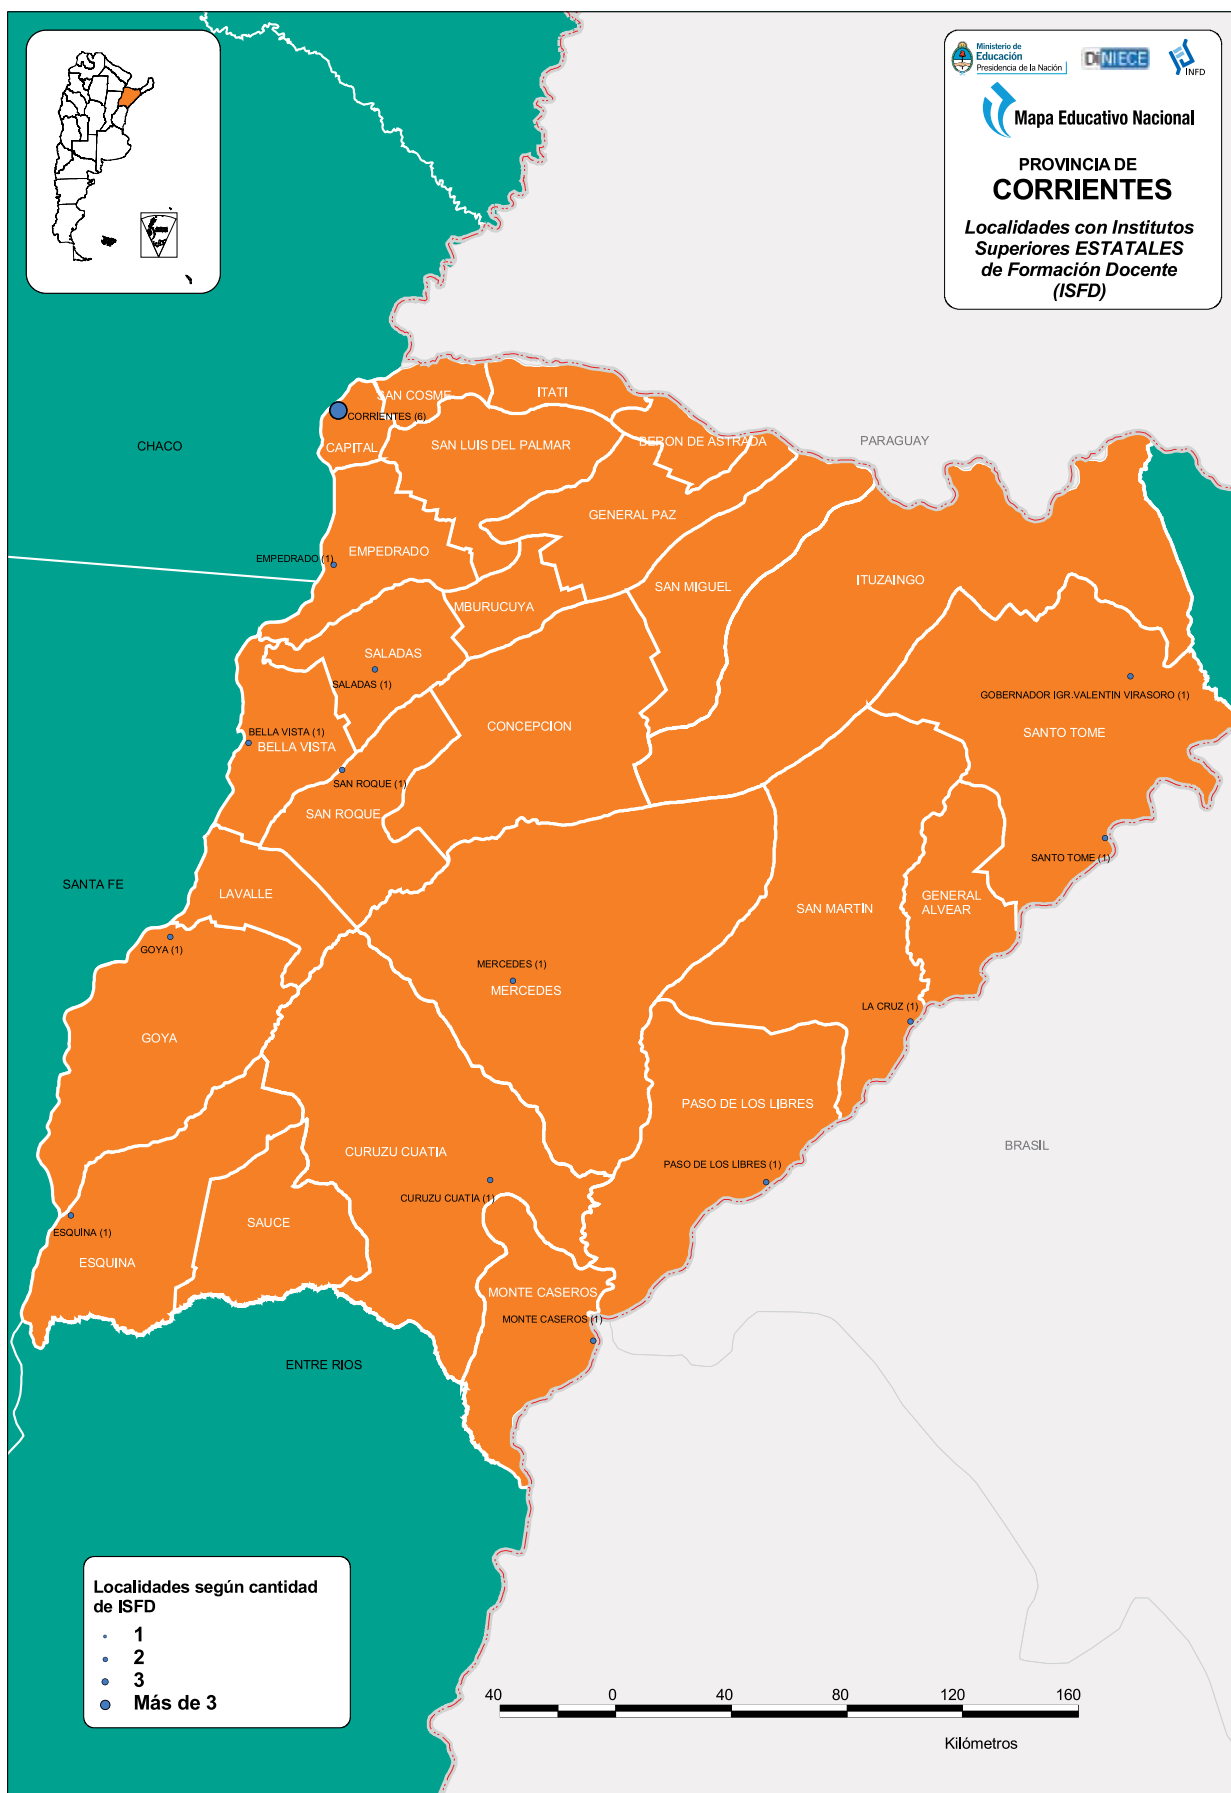 Ministerio de
Educación
Presidencia de la Nación
DiNIECE
INFD
Mapa Educativo Nacional
PROVINCIA DE
CORRIENTES
Localidades con Institutos
Superiores ESTATALES
de Formación Docente
(ISFD)
SAN COSME
ITATI
CORRIENTES (6)
CAPITAL
SAN LUIS DEL PALMAR
BERON DE ASTRADA
PARAGUAY
CHACO
GENERAL PAZ
EMPEDRADO
EMPEDRADO (1)
SAN MIGUEL
ITUZAINGO
MBURUCUYA
SALADAS
SALADAS (1)
GOBERNADOR IGR.VALENTIN VIRASORO (1)
CONCEPCION
SANTO TOME
BELLA VISTA (1)
BELLA VISTA
SAN ROQUE (1)
SAN ROQUE
SANTO TOME (1)
SANTA FE
LAVALLE
GENERAL
ALVEAR
SAN MARTIN
GOYA (1)
MERCEDES (1)
MERCEDES
LA CRUZ (1)
GOYA
PASO DE LOS LIBRES
BRASIL
CURUZU CUATIA
PASO DE LOS LIBRES (1)
CURUZU CUATIA (1)
SAUCE
ESQUINA (1)
ESQUINA
MONTE CASEROS
MONTE CASEROS (1)
ENTRE RIOS
Localidades según cantidad
de ISFD
1
2
3
Más de 3
40 0 40 80 120 160
Kilómetros